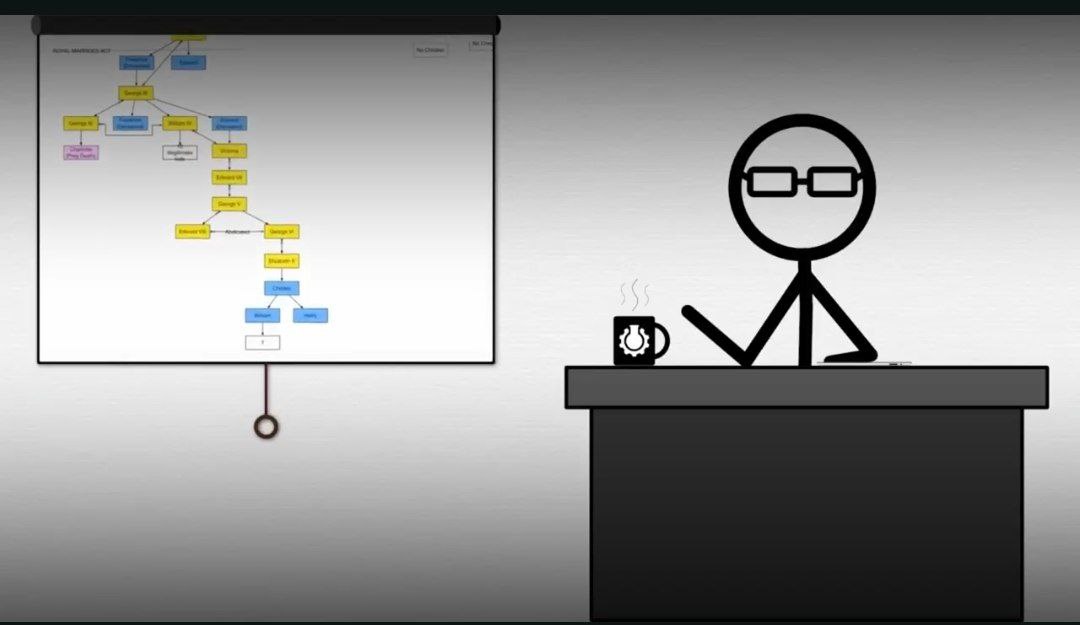 ROYAL MARRIAGES ACT
No Children
No Chi
Frederick
(Deceased)
Edward
George III
George IV
Frederick
(Deceased)
William IV
Edward
(Deceased)
Charlotte
(Preg Death)
Illegitimate
kids
Victoria
Edward VII
George V
Edward VIII
Abdicated
George VI
Elizabeth II
Charles
William
Harry
?